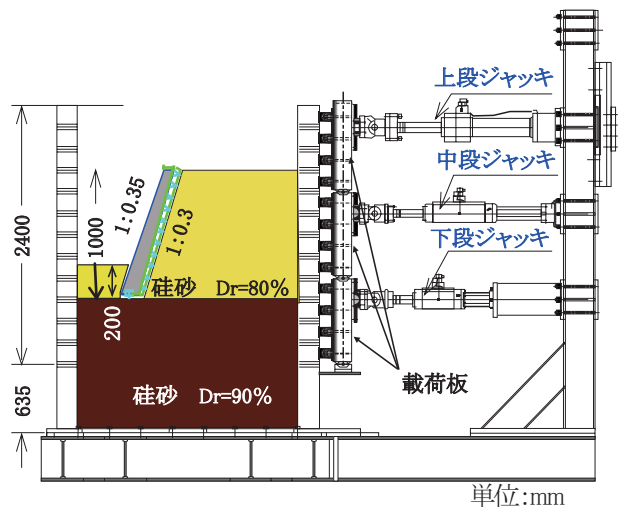 上段ジャッキ
中段ジャッキ
下段ジャッキ
2400
1000
1:0.35
1:0.3
200
硅砂 Dr=80%
635
硅砂 Dr=90%
載荷板
単位:mm